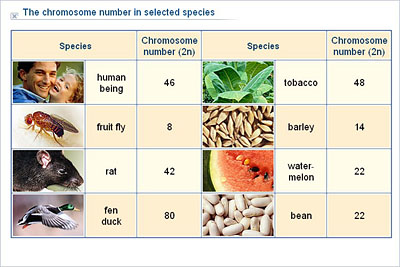 The chromosome number in selected species
Species
Chromosome
number (2n)
Species
Chromosome
number (2n)
human
being
46
tobacco
48
fruit fly
8
barley
14
rat
42
water-
melon
22
fen
duck
80
bean
22